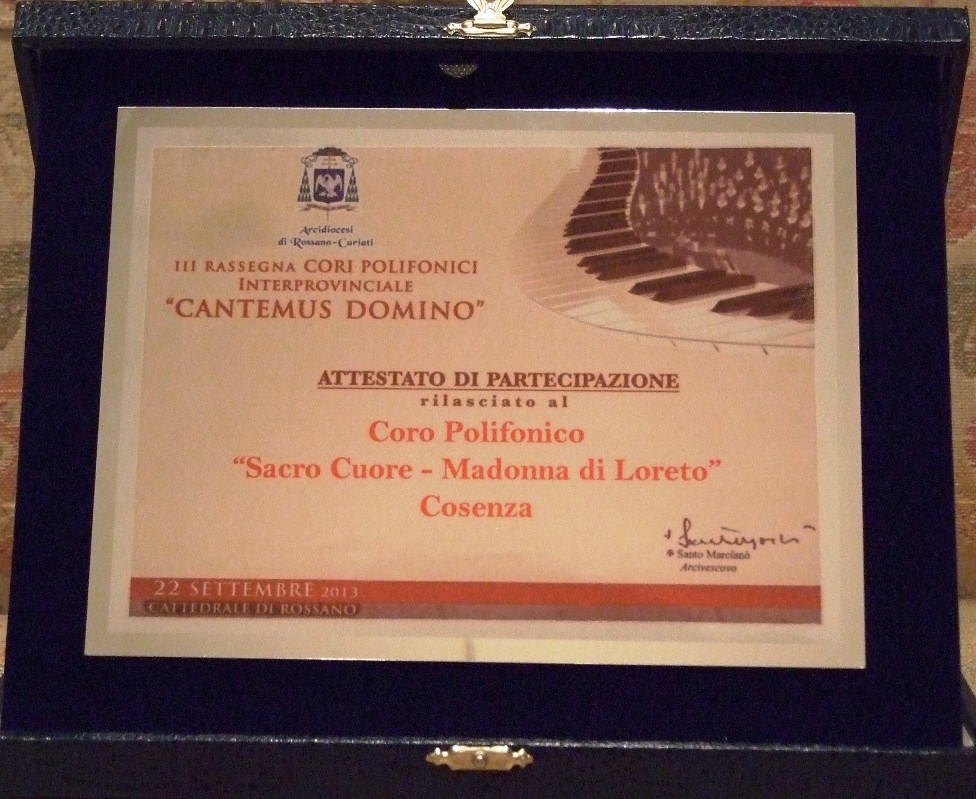 Arcidiocesi
di Rossano-Cariati
III RASSEGNA CORI POLIFONICI
INTERPROVINCIALE
"CANTEMUS DOMINO"
ATTESTATO DI PARTECIPAZIONE
rilasciato al
Coro Polifonico
“Sacro Cuore – Madonna di Loreto”
Cosenza
Santo Marcianò
Arcivescovo
22 SETTEMBRE 2013
CATTEDRALE DI ROSSANO